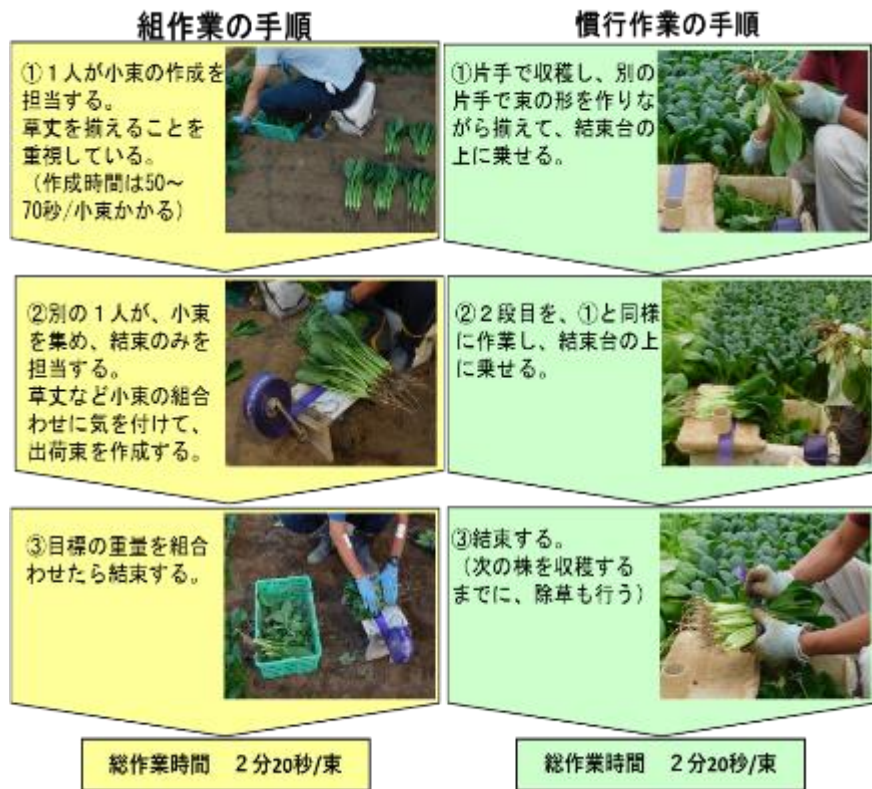 組作業の手順
①１人が小束の作成を
担当する。
草丈を揃えることを
重視している。
（作成時間は50～
70秒/小束かかる）
②別の１人が、小束
を集め、結束のみを
担当する。
草丈など小束の組合
わせに気を付けて、
出荷束を作成する。
③目標の重量を組合
わせたら結束する。
総作業時間　２分20秒/束
慣行作業の手順
①片手で収穫し、別の
片手で束の形を作りな
がら揃えて、結束台の
上に乗せる。
②２段目を、①と同様
に作業し、結束台の上
に乗せる。
③結束する。
（次の株を収穫する
までに、除草も行う）
総作業時間　２分20秒/束